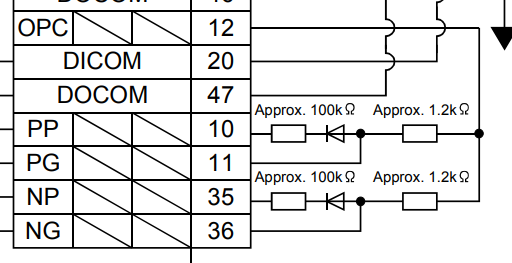 OPC 12
DICOM 20
DOCOM 47
Approx. 100kΩ Approx. 1.2kΩ
PP 10
PG 11
Approx. 100kΩ Approx. 1.2kΩ
NP 35
NG 36